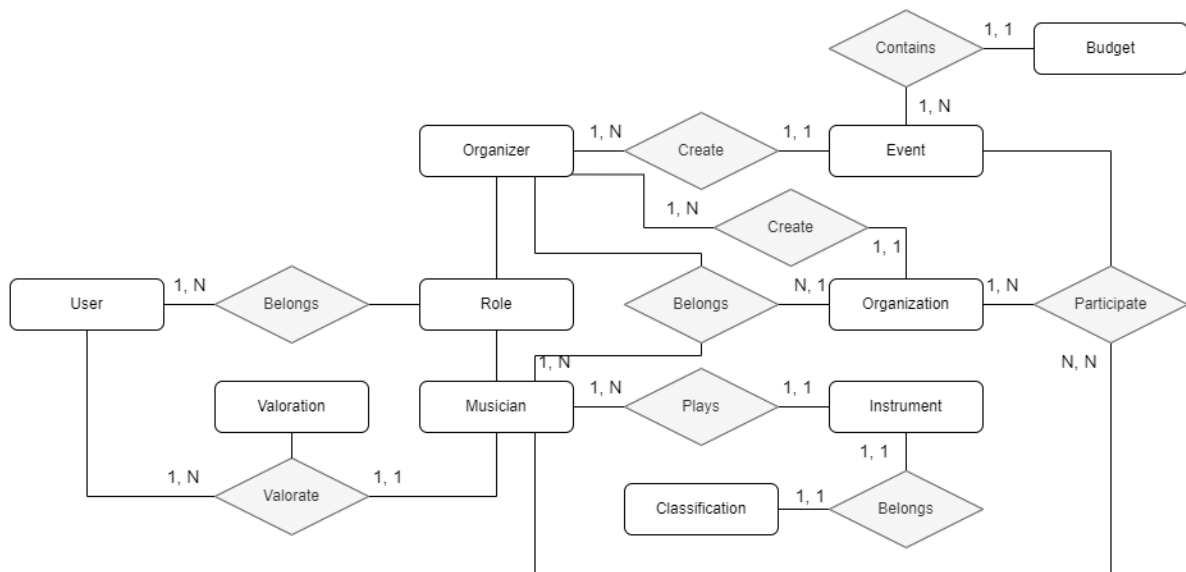 1, 1
Contains
Budget
1, N
1, N
1, 1
Organizer
Create
Event
1, N
Create
1, 1
1, N
N, 1
1, N
User
Belongs
Role
Belongs
Organization
Participate
1, N
N, N
1, N
1, 1
Valoration
Musician
Plays
Instrument
1, 1
1, N
1, 1
Valorate
1, 1
Classification
Belongs